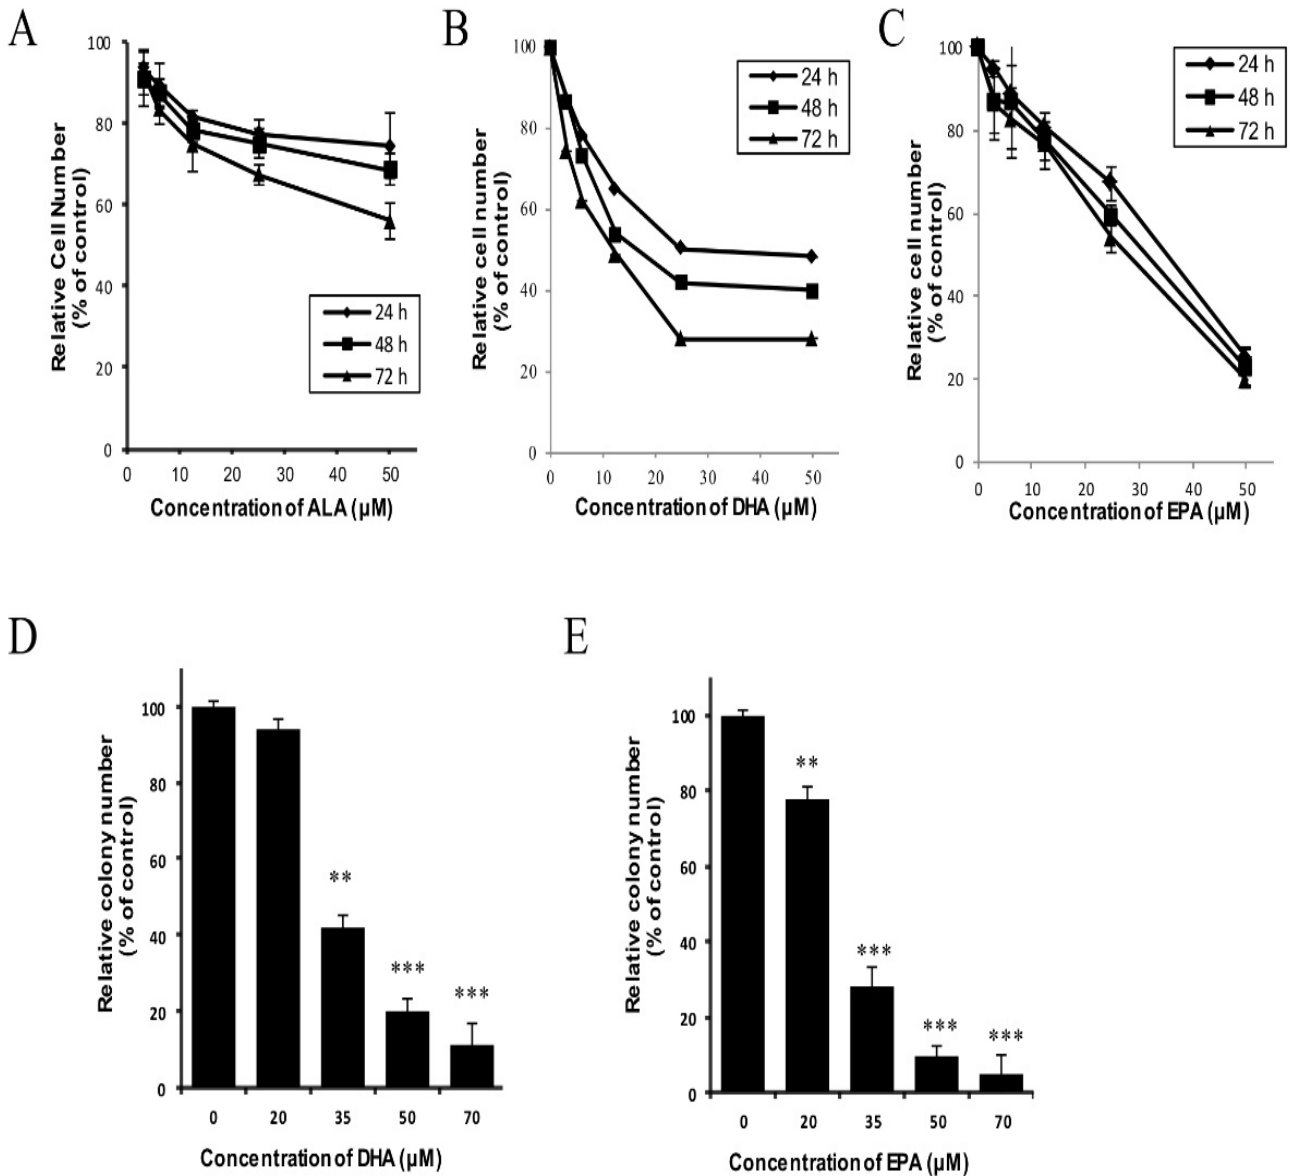 A
Relative Cell Number
(% of control)
100
80
60
40
20
0
0 10 20 30 40 50
Concentration of ALA (μM)
24 h
48 h
72 h
B
Relative cell number
(% of control)
100
80
60
40
20
0
0 10 20 30 40 50
Concentration of DHA (μM)
24 h
48 h
72 h
C
Relative cell number
(% of control)
100
80
60
40
20
0
0 10 20 30 40 50
Concentration of EPA (μM)
24 h
48 h
72 h
D
Relative colony number
(% of control)
100
80
60
40
20
0
**
***
***
0 20 35 50 70
Concentration of DHA (μM)
E
Relative colony number
(% of control)
100
80
60
40
20
0
**
***
***
***
0 20 35 50 70
Concentration of EPA (μM)